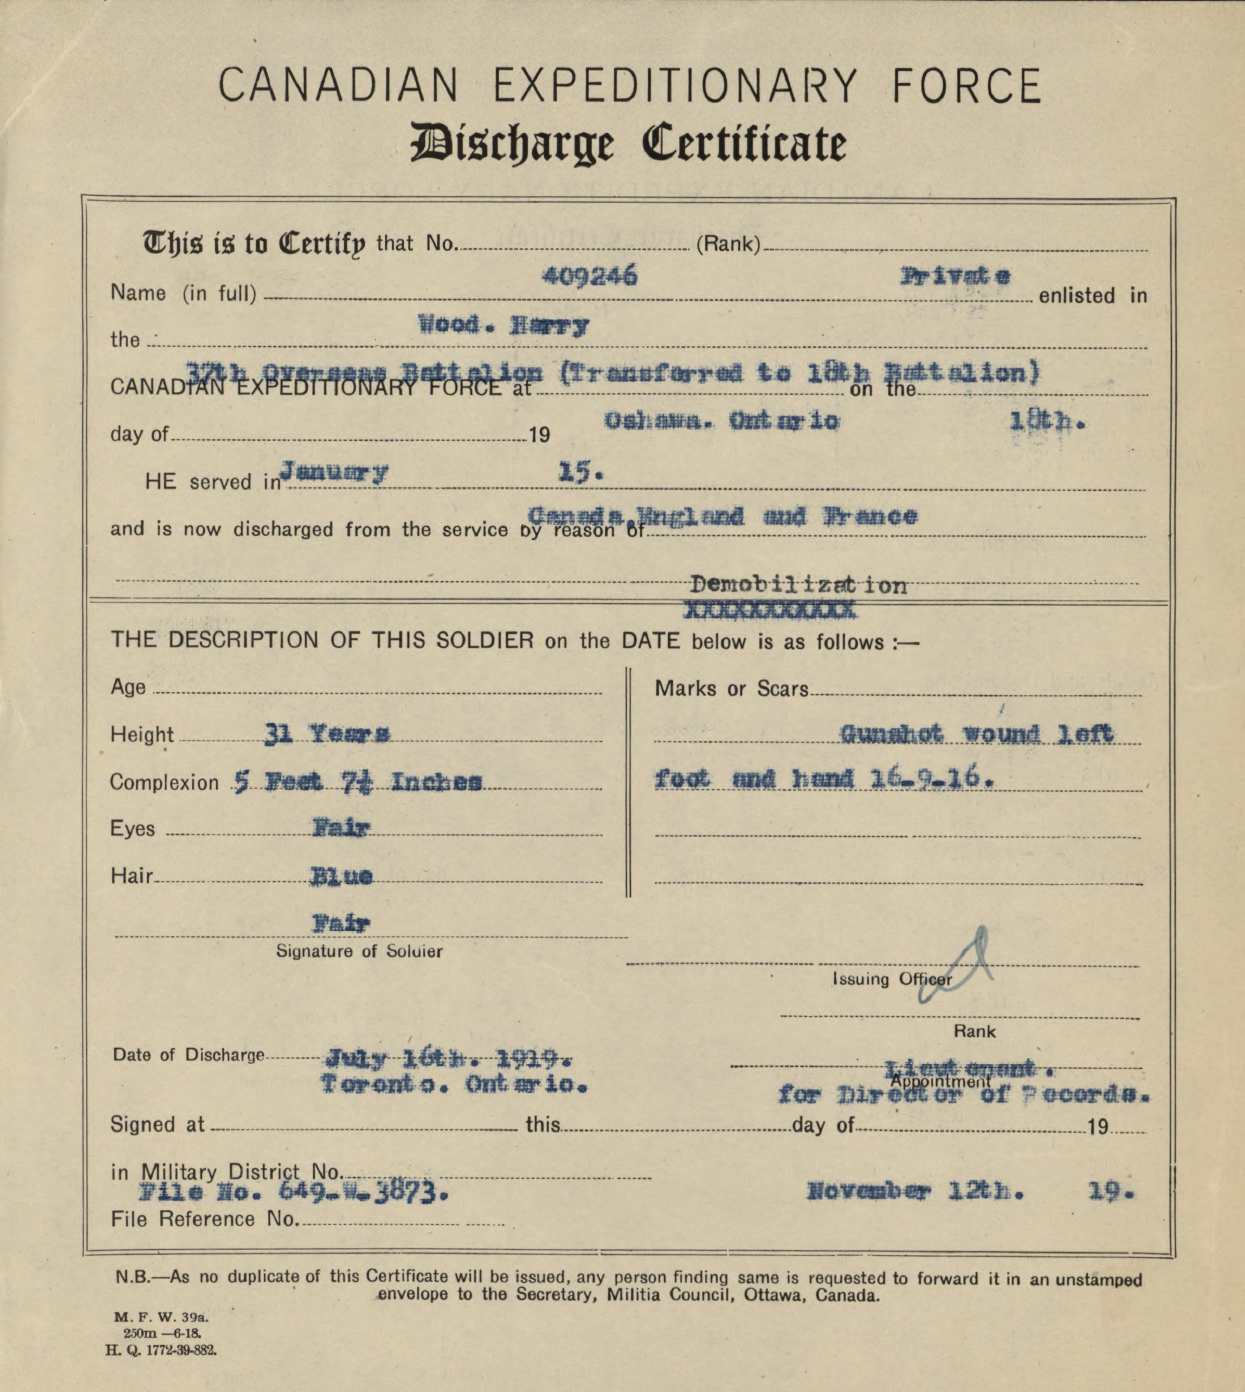 CANADIAN EXPEDITIONARY FORCE
Discharge Certificate
This is to Certify that No. (Rank)
409246 Private
Name (in full) enlisted in
Wood. Harry
the
37th Overseas Battalion (Transferred to 18th Battalion)
CANADIAN EXPEDITIONARY FORCE at on the
Oshawa. Ontario 18th.
day of 19
January 15.
HE served in
Canada, England and France
and is now discharged from the service by reason of
Demobilization
XXXXXXXXXXX
THE DESCRIPTION OF THIS SOLDIER on the DATE below is as follows :—
Age Marks or Scars
Height 31 Years Gunshot wound left
Complexion 5 Feet 7½ Inches foot and hand 16-9-16.
Eyes Fair
Hair Blue
Fair
Signature of Soldier
Issuing Officer
Rank
Date of Discharge July 16th. 1919. Lieutenant.
Appointment
Toronto. Ontario. for Director of Records.
Signed at this day of 19
in Military District No.
File No. 649-W-3873. November 12th. 19.
File Reference No.
N.B.—As no duplicate of this Certificate will be issued, any person finding same is requested to forward it in an unstamped
envelope to the Secretary, Militia Council, Ottawa, Canada.
M. F. W. 39a.
250m —6-18.
H. Q. 1772-39-882.